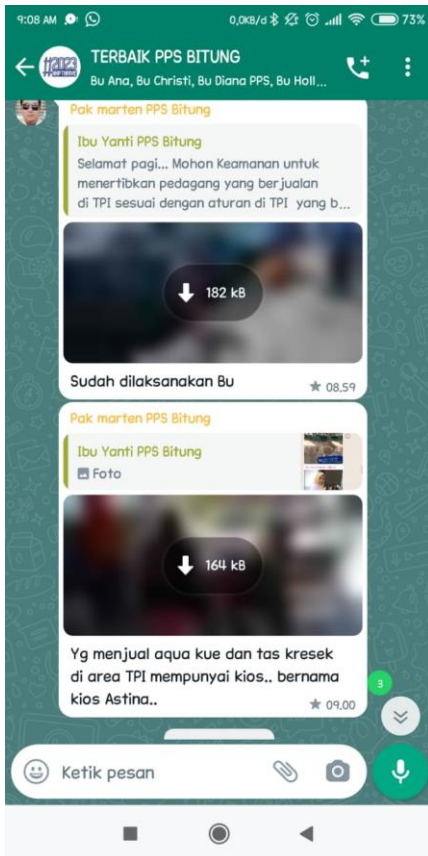 9:08 AM 0,0KB/d 73%
TERBAIK PPS BITUNG
Bu Ana, Bu Christi, Bu Diana PPS, Bu Holl...
Pak marten PPS Bitung
Ibu Yanti PPS Bitung
Selamat pagi... Mohon Keamanan untuk
menertibkan pedagang yang berjualan
di TPI sesuai dengan aturan di TPI yang b...
182 kB
Sudah dilaksanakan Bu
08.59
Pak marten PPS Bitung
Ibu Yanti PPS Bitung
Foto
164 kB
Yg menjual aqua kue dan tas kresek
di area TPI mempunyai kios.. bernama
kios Astina..
09.00
3
Ketik pesan